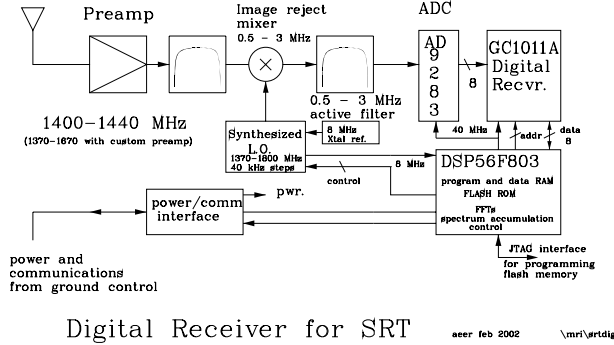 Preamp
Image reject
mixer
0.5 - 3 MHz
ADC
AD
9
2
8
3
8
GC1011A
Digital
Recvr.
1400-1440 MHz
(1370-1670 with custom preamp)
0.5 - 3 MHz
active filter
8 MHz
Xtal ref.
Synthesized
L.O.
1370-1800 MHz
40 kHz steps
40 MHz
addr
data
8
control
8 MHz
DSP56F803
program and data RAM
FLASH ROM
FFTs
spectrum accumulation
control
power/comm
interface
pwr.
JTAG interface
for programming
flash memory
power and
communications
from ground control
Digital Receiver for SRT
aeer feb 2002
\mri\srtdig